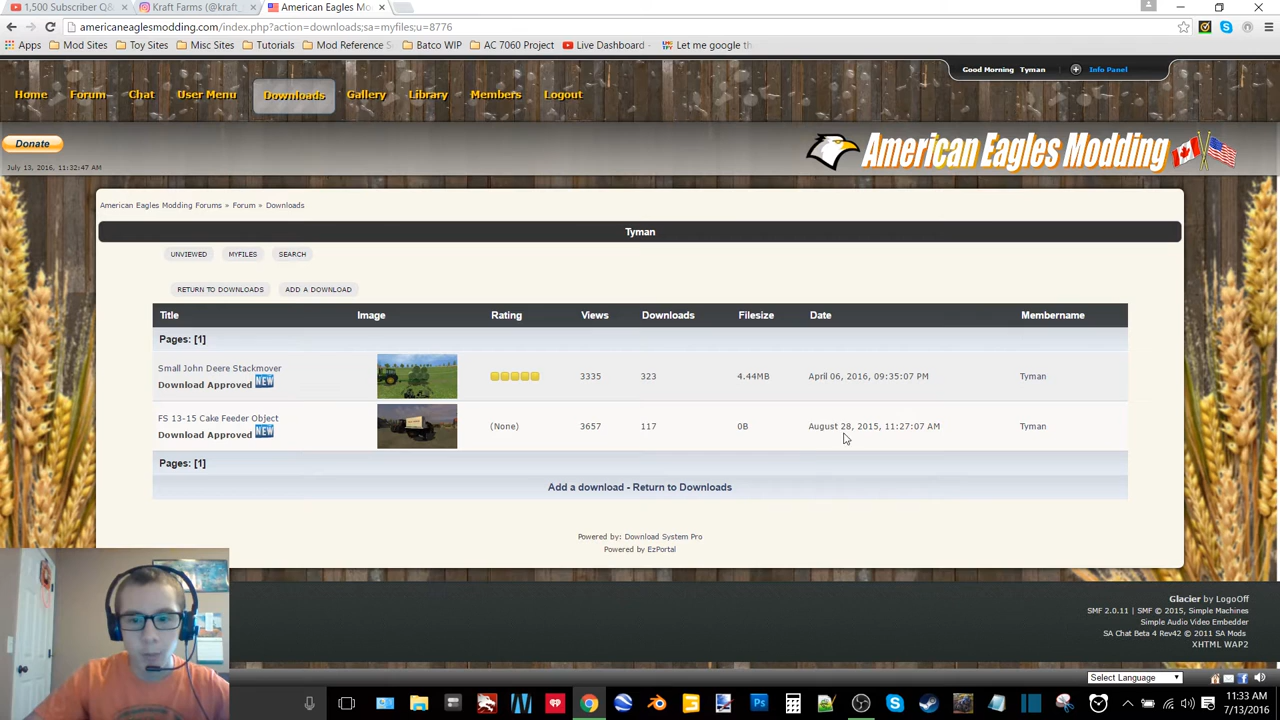 1,500 Subscriber Q&
Kraft Farms (@kraft_
American Eagles Mo
americaneaglesmodding.com/index.php?action=downloads;sa=myfiles;u=8776
Apps
Mod Sites
Toy Sites
Misc Sites
Tutorials
Mod Reference
Batco WIP
AC 7060 Project
Live Dashboard
Let me google th
Good Morning Tyman
Info Panel
Home
Forum
Chat
User Menu
Downloads
Gallery
Library
Members
Logout
Donate
American Eagles Modding
July 13, 2016, 11:32:47 AM
American Eagles Modding Forums » Forum » Downloads
Tyman
UNVIEWED
MYFILES
SEARCH
RETURN TO DOWNLOADS
ADD A DOWNLOAD
Title Image Rating Views Downloads Filesize Date Membername
Pages: [1]
Small John Deere Stackmover
Download Approved NEW
3335 323 4.44MB April 06, 2016, 09:35:07 PM Tyman
FS 13-15 Cake Feeder Object
Download Approved NEW
(None) 3657 117 0B August 28, 2015, 11:27:07 AM Tyman
Pages: [1]
Add a download - Return to Downloads
Powered by: Download System Pro
Powered by EzPortal
Glacier by LogoOff
SMF 2.0.11 | SMF © 2015, Simple Machines
Simple Audio Video Embedder
SA Chat Beta 4 Rev42 © 2011 SA Mods
XHTML WAP2
Select Language
11:33 AM
7/13/2016